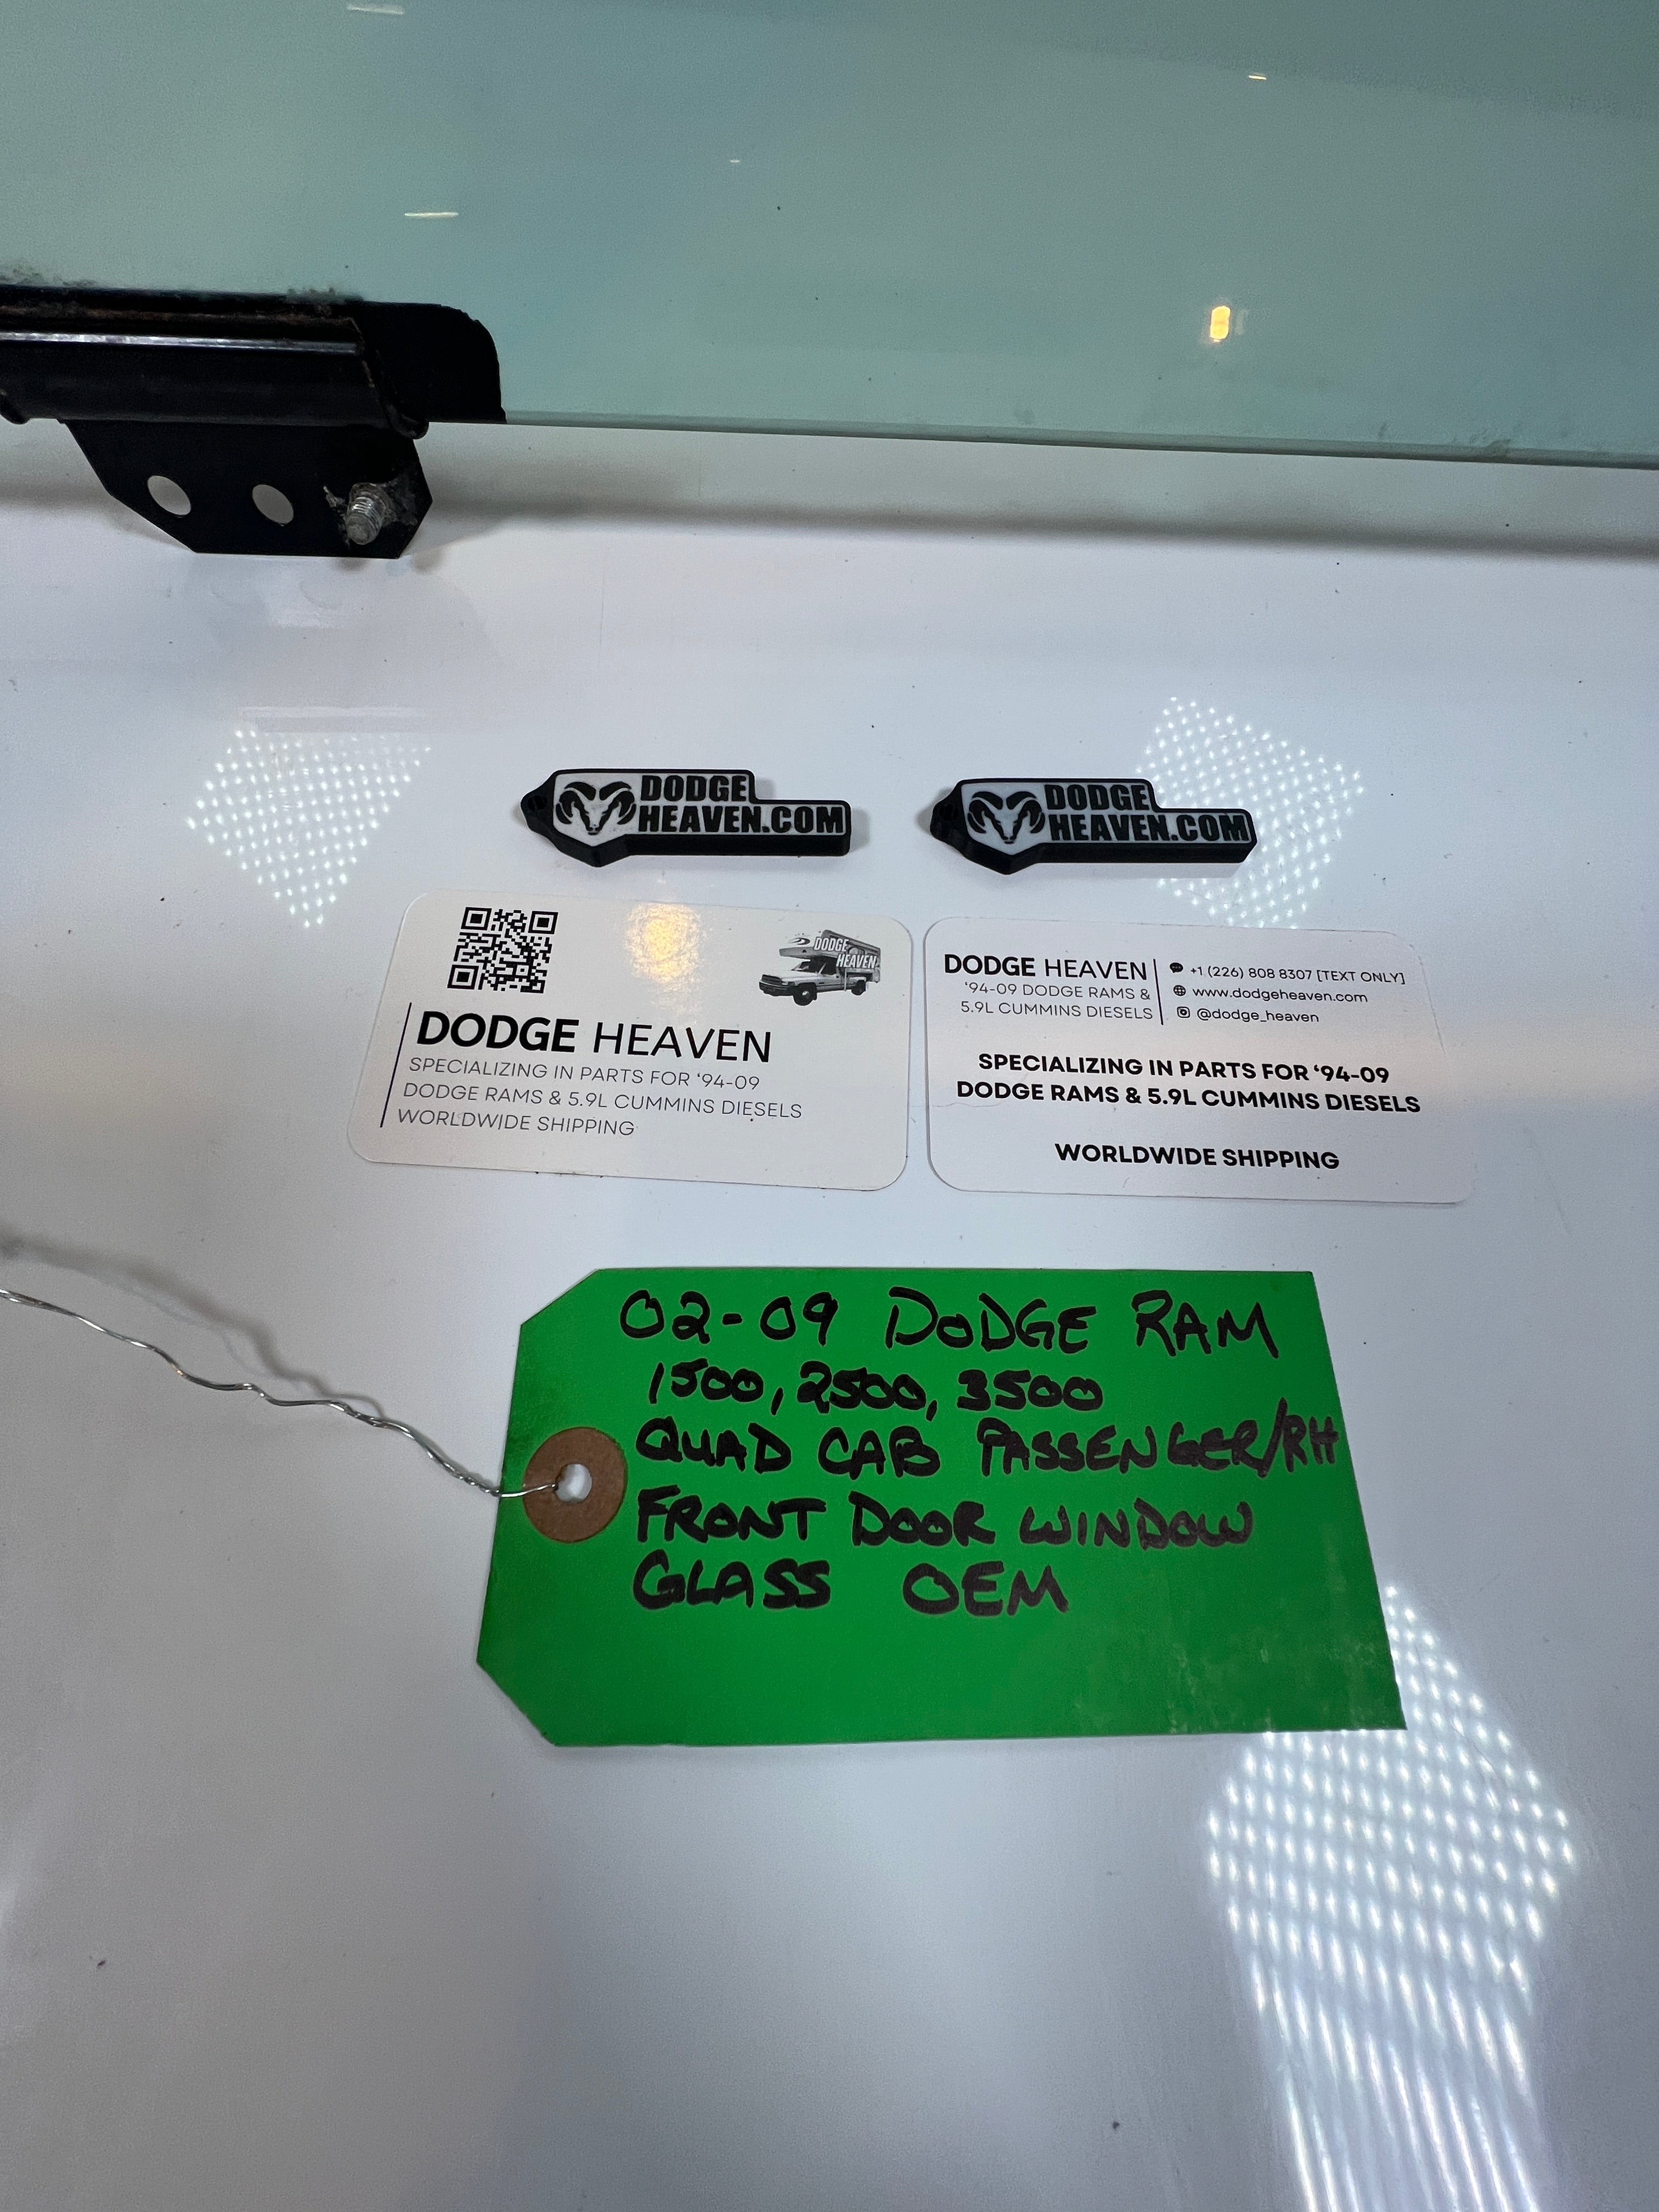 DODGE
HEAVEN.COM
DODGE
HEAVEN.COM
DODGE
HEAVEN
DODGE HEAVEN
SPECIALIZING IN PARTS FOR ‘94-09
DODGE RAMS & 5.9L CUMMINS DIESELS
WORLDWIDE SHIPPING
DODGE HEAVEN
‘94-09 DODGE RAMS &
5.9L CUMMINS DIESELS
+1 (226) 808 8307 [TEXT ONLY]
www.dodgeheaven.com
@dodge_heaven
SPECIALIZING IN PARTS FOR ‘94-09
DODGE RAMS & 5.9L CUMMINS DIESELS
WORLDWIDE SHIPPING
02-09 DODGE RAM
1500, 2500, 3500
QUAD CAB PASSENGER/RH
FRONT DOOR WINDOW
GLASS OEM